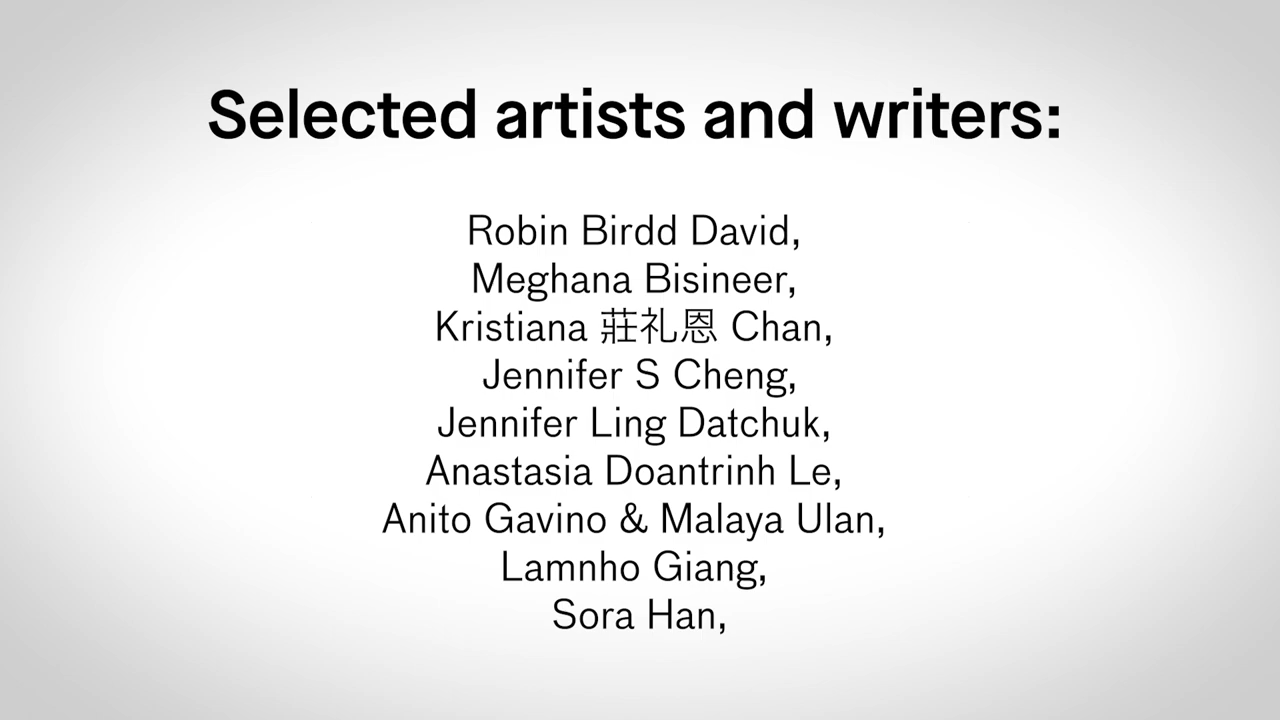 Selected artists and writers:
Robin Birdd David,
Meghana Bisineer,
Kristiana 莊礼恩 Chan,
Jennifer S Cheng,
Jennifer Ling Datchuk,
Anastasia Doantrinh Le,
Anito Gavino & Malaya Ulan,
Lamnho Giang,
Sora Han,